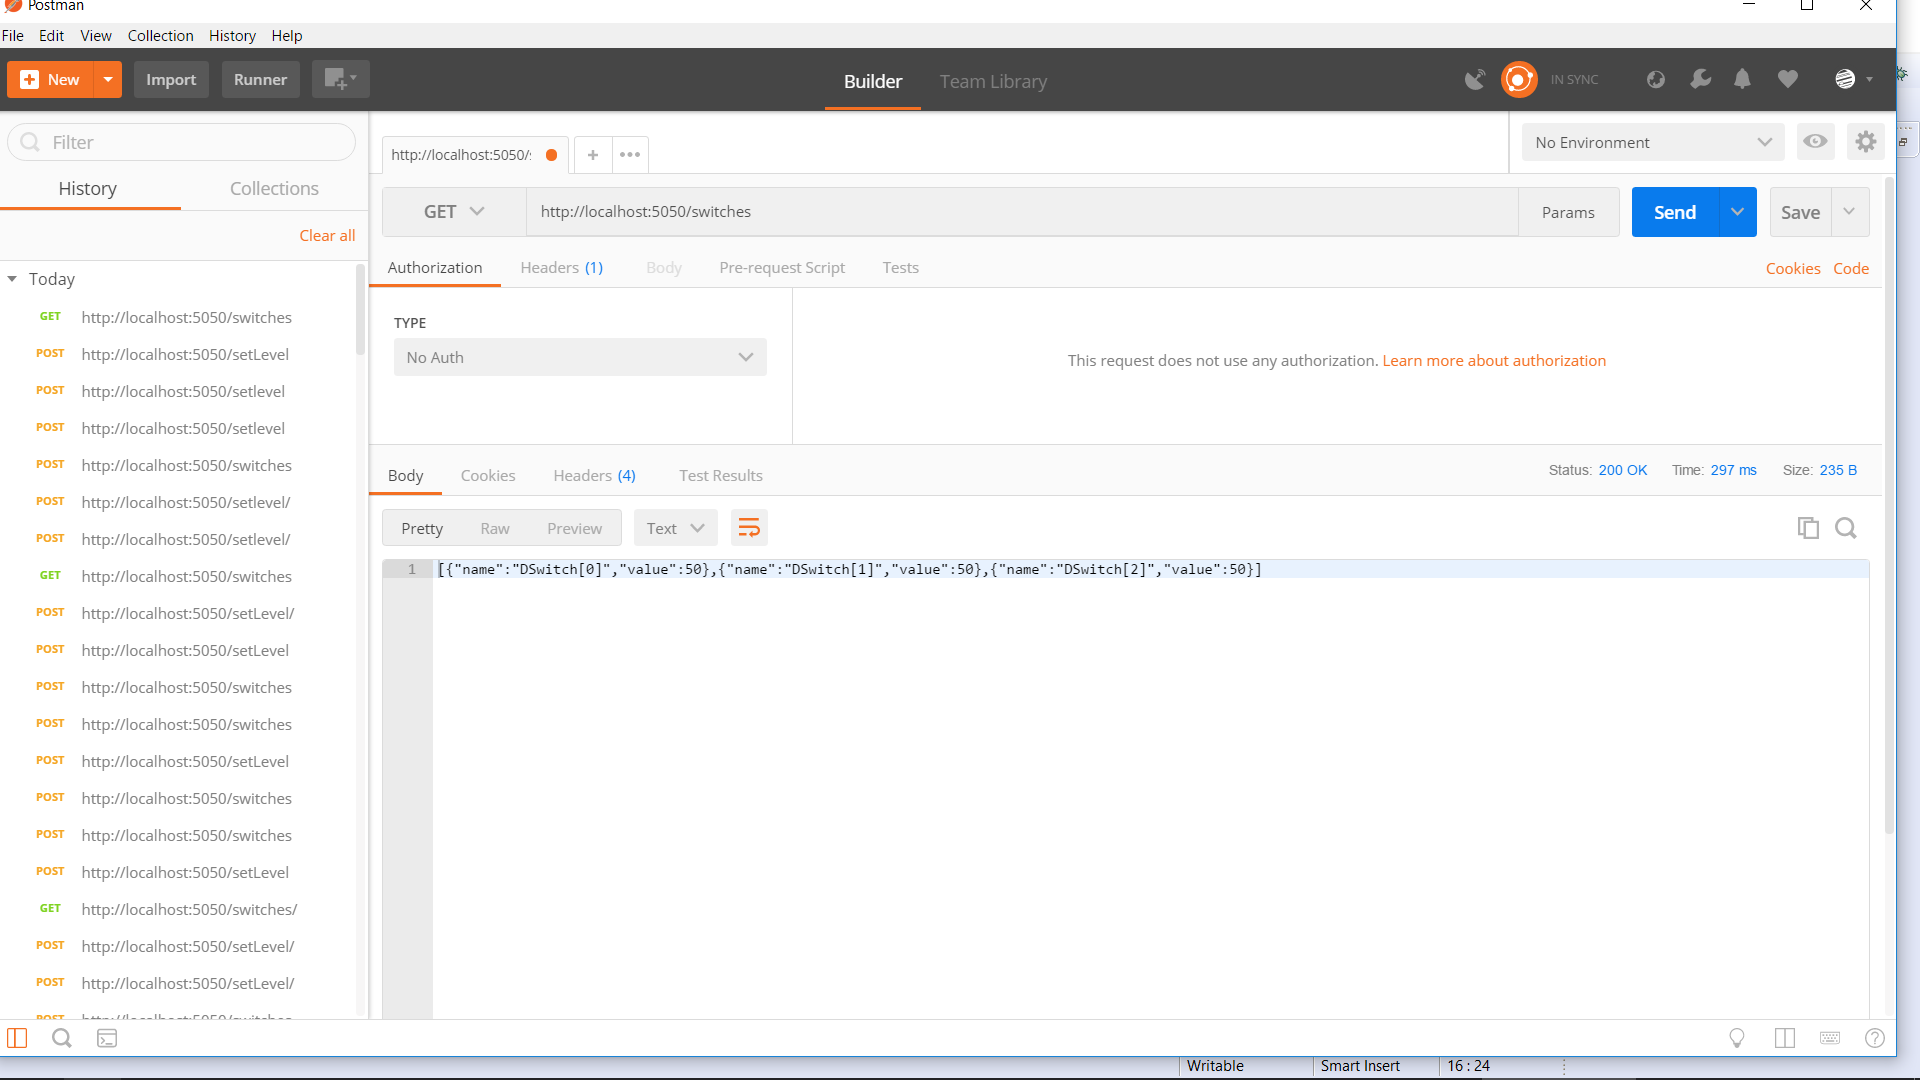 Postman
File Edit View Collection History Help
New Import Runner Builder Team Library IN SYNC
Filter
History Collections
Clear all
Today
GET http://localhost:5050/switches
POST http://localhost:5050/setLevel
POST http://localhost:5050/setlevel
POST http://localhost:5050/setlevel
POST http://localhost:5050/switches
POST http://localhost:5050/setlevel/
POST http://localhost:5050/setlevel/
GET http://localhost:5050/switches
POST http://localhost:5050/setLevel/
POST http://localhost:5050/setLevel
POST http://localhost:5050/switches
POST http://localhost:5050/switches
POST http://localhost:5050/setLevel
POST http://localhost:5050/switches
POST http://localhost:5050/switches
POST http://localhost:5050/setLevel
GET http://localhost:5050/switches/
POST http://localhost:5050/setLevel/
POST http://localhost:5050/setLevel/
POST http://localhost:5050/switches
http://localhost:5050/ No Environment
GET http://localhost:5050/switches Params Send Save
Authorization Headers (1) Body Pre-request Script Tests Cookies Code
TYPE
No Auth
This request does not use any authorization. Learn more about authorization
Body Cookies Headers (4) Test Results Status: 200 OK Time: 297 ms Size: 235 B
Pretty Raw Preview Text
1 [{"name":"DSwitch[0]","value":50},{"name":"DSwitch[1]","value":50},{"name":"DSwitch[2]","value":50}]
Writable Smart Insert 16 : 24